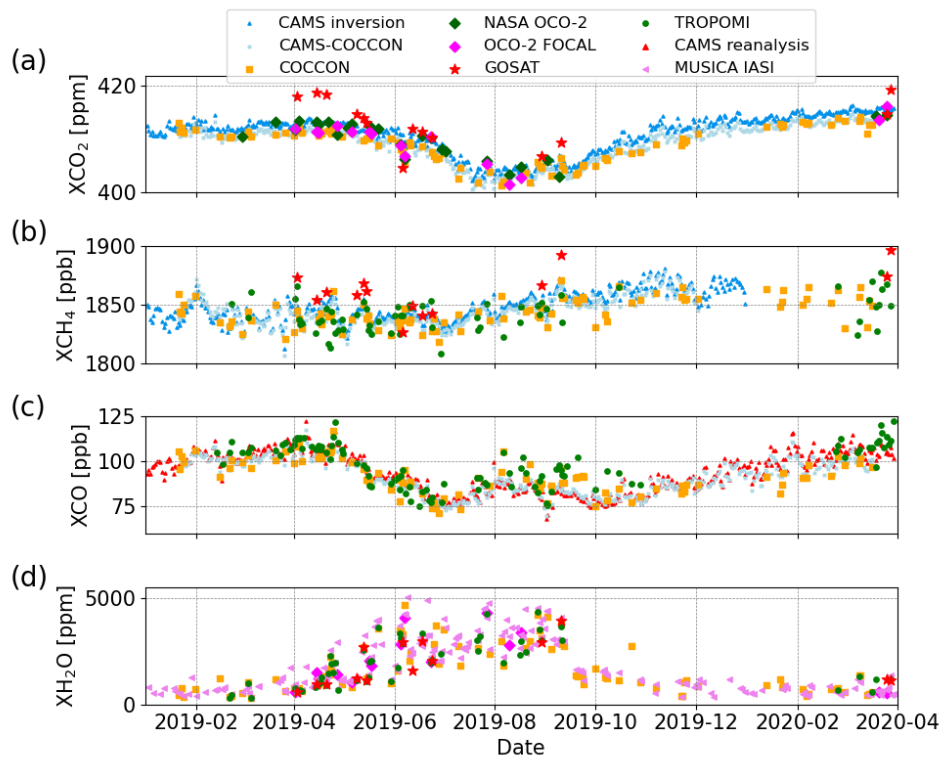 CAMS inversion NASA OCO-2 TROPOMI
CAMS-COCCON OCO-2 FOCAL CAMS reanalysis
COCCON GOSAT MUSICA IASI
(a)
420
400
XCO₂ [ppm]
(b)
1900
1850
1800
XCH₄ [ppb]
(c)
125
100
75
XCO [ppb]
(d)
5000
0
XH₂O [ppm]
2019-02 2019-04 2019-06 2019-08 2019-10 2019-12 2020-02 2020-04
Date